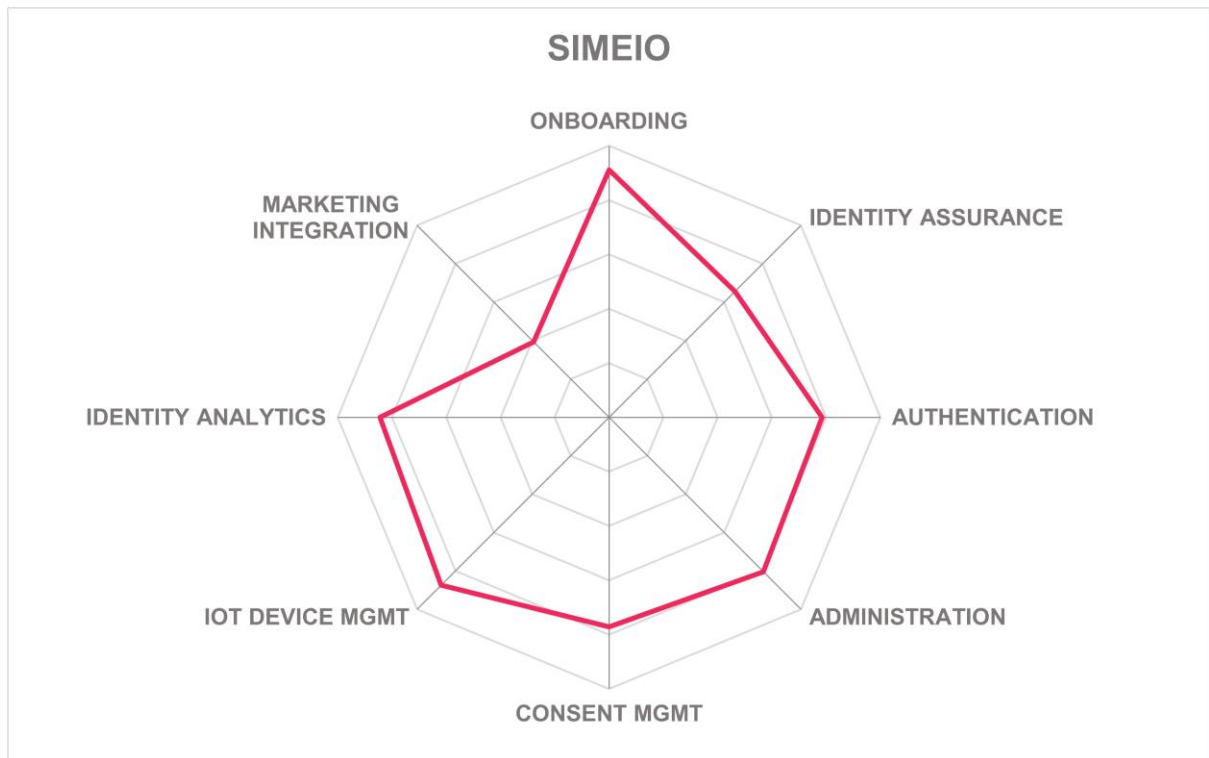 SIMEIO
ONBOARDING
MARKETING
INTEGRATION
IDENTITY ASSURANCE
IDENTITY ANALYTICS
AUTHENTICATION
IOT DEVICE MGMT
ADMINISTRATION
CONSENT MGMT